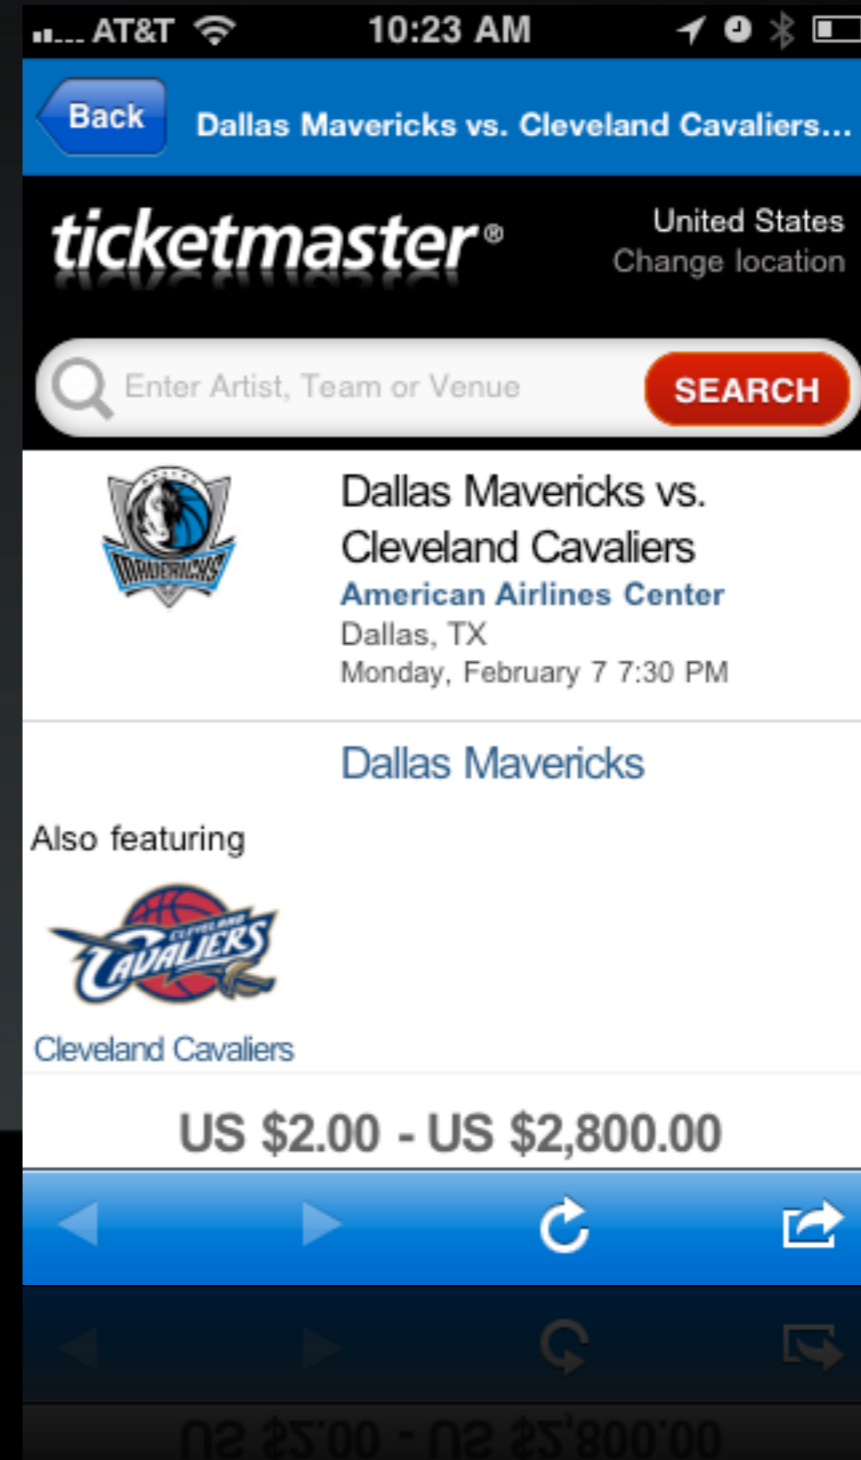 AT&T 10:23 AM
Back Dallas Mavericks vs. Cleveland Cavaliers...
ticketmaster®
United States
Change location
Enter Artist, Team or Venue SEARCH
MAVERICKS
Dallas Mavericks vs.
Cleveland Cavaliers
American Airlines Center
Dallas, TX
Monday, February 7 7:30 PM
Dallas Mavericks
Also featuring
CLEVELAND
CAVALIERS
Cleveland Cavaliers
US $2.00 - US $2,800.00